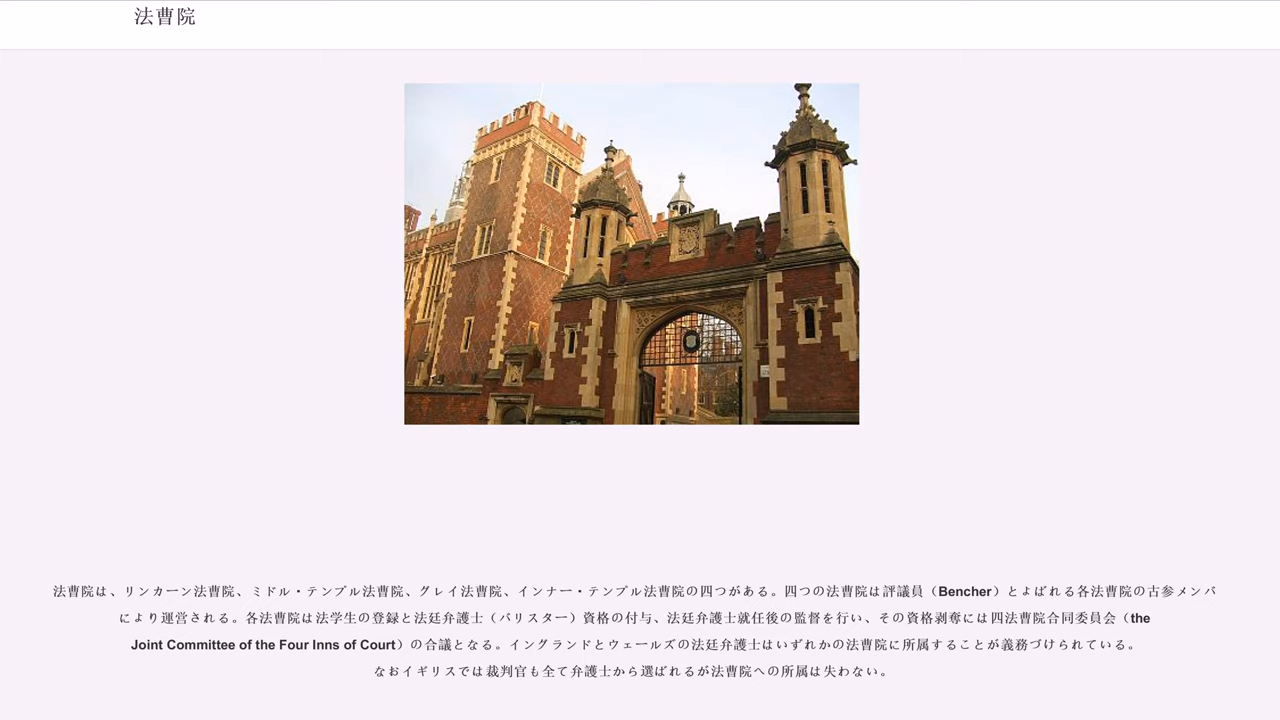 法曹院
法曹院は、リンカーン法曹院、ミドル・テンプル法曹院、グレイ法曹院、インナー・テンプル法曹院の四つがある。四つの法曹院は評議員（Bencher）とよばれる各法曹院の古参メンバ
により運営される。各法曹院は法学生の登録と法廷弁護士（バリスター）資格の付与、法廷弁護士就任後の監督を行い、その資格剥奪には四法曹院合同委員会（the
Joint Committee of the Four Inns of Court）の合議となる。イングランドとウェールズの法廷弁護士はいずれかの法曹院に所属することが義務づけられている。
なおイギリスでは裁判官も全て弁護士から選ばれるが法曹院への所属は失わない。